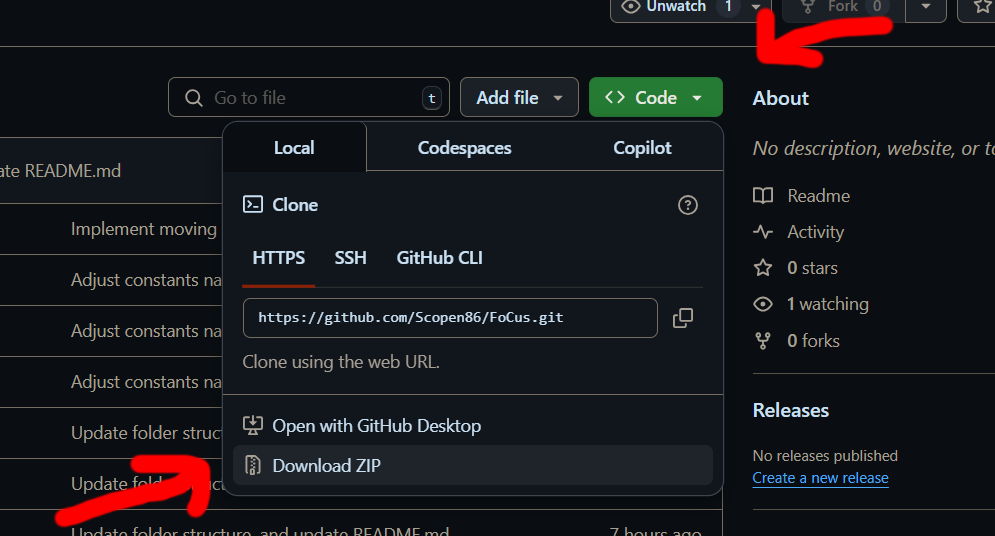 Unwatch 1
Fork 0
Go to file t
Add file
<> Code
About
Local Codespaces Copilot
No description, website, or to
ate README.md
Clone
Readme
Implement moving
Activity
HTTPS SSH GitHub CLI
Adjust constants na
0 stars
https://github.com/Scopen86/FoCus.git
1 watching
Adjust constants na
0 forks
Clone using the web URL.
Adjust constants na
Releases
Open with GitHub Desktop
Update folder struc
No releases published
Download ZIP
Create a new release
Update fo
Update folder structure, and update README.md 7 hours ago